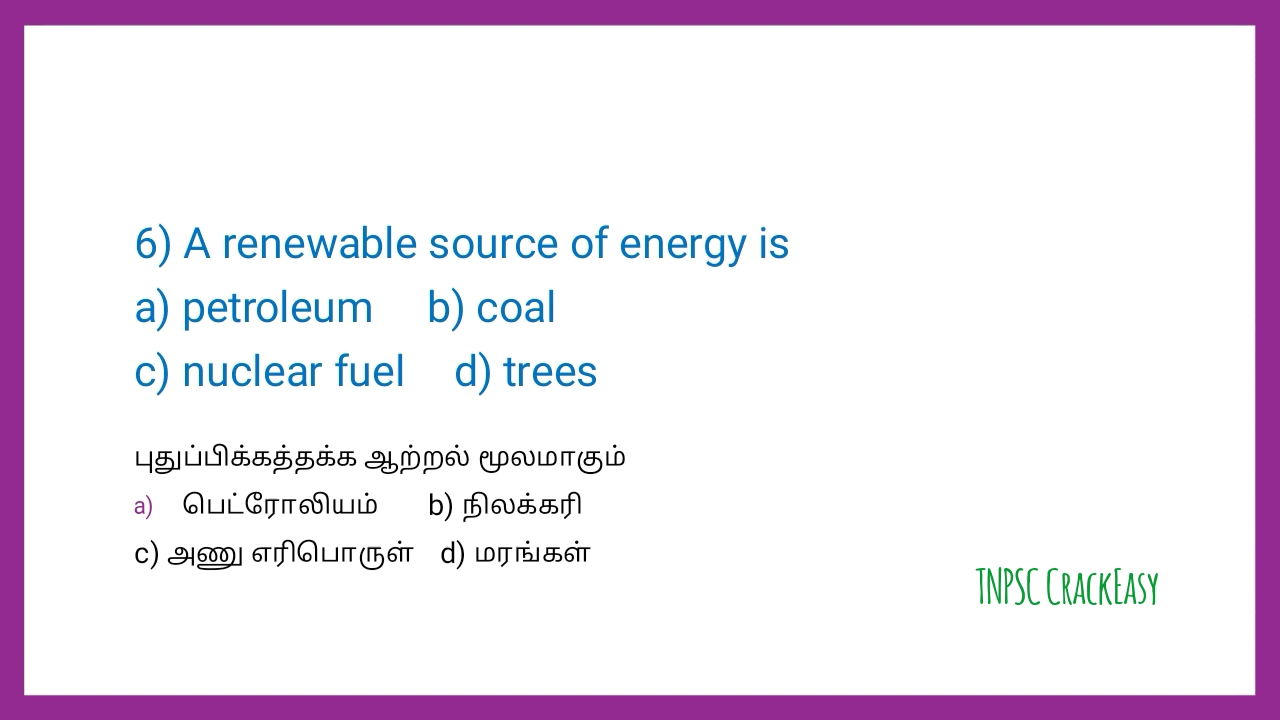 6) A renewable source of energy is
a) petroleum b) coal
c) nuclear fuel d) trees
புதுப்பிக்கத்தக்க ஆற்றல் மூலமாகும்
a) பெட்ரோலியம் b) நிலக்கரி
c) அணு எரிபொருள் d) மரங்கள்
TNPSC CrackEasy